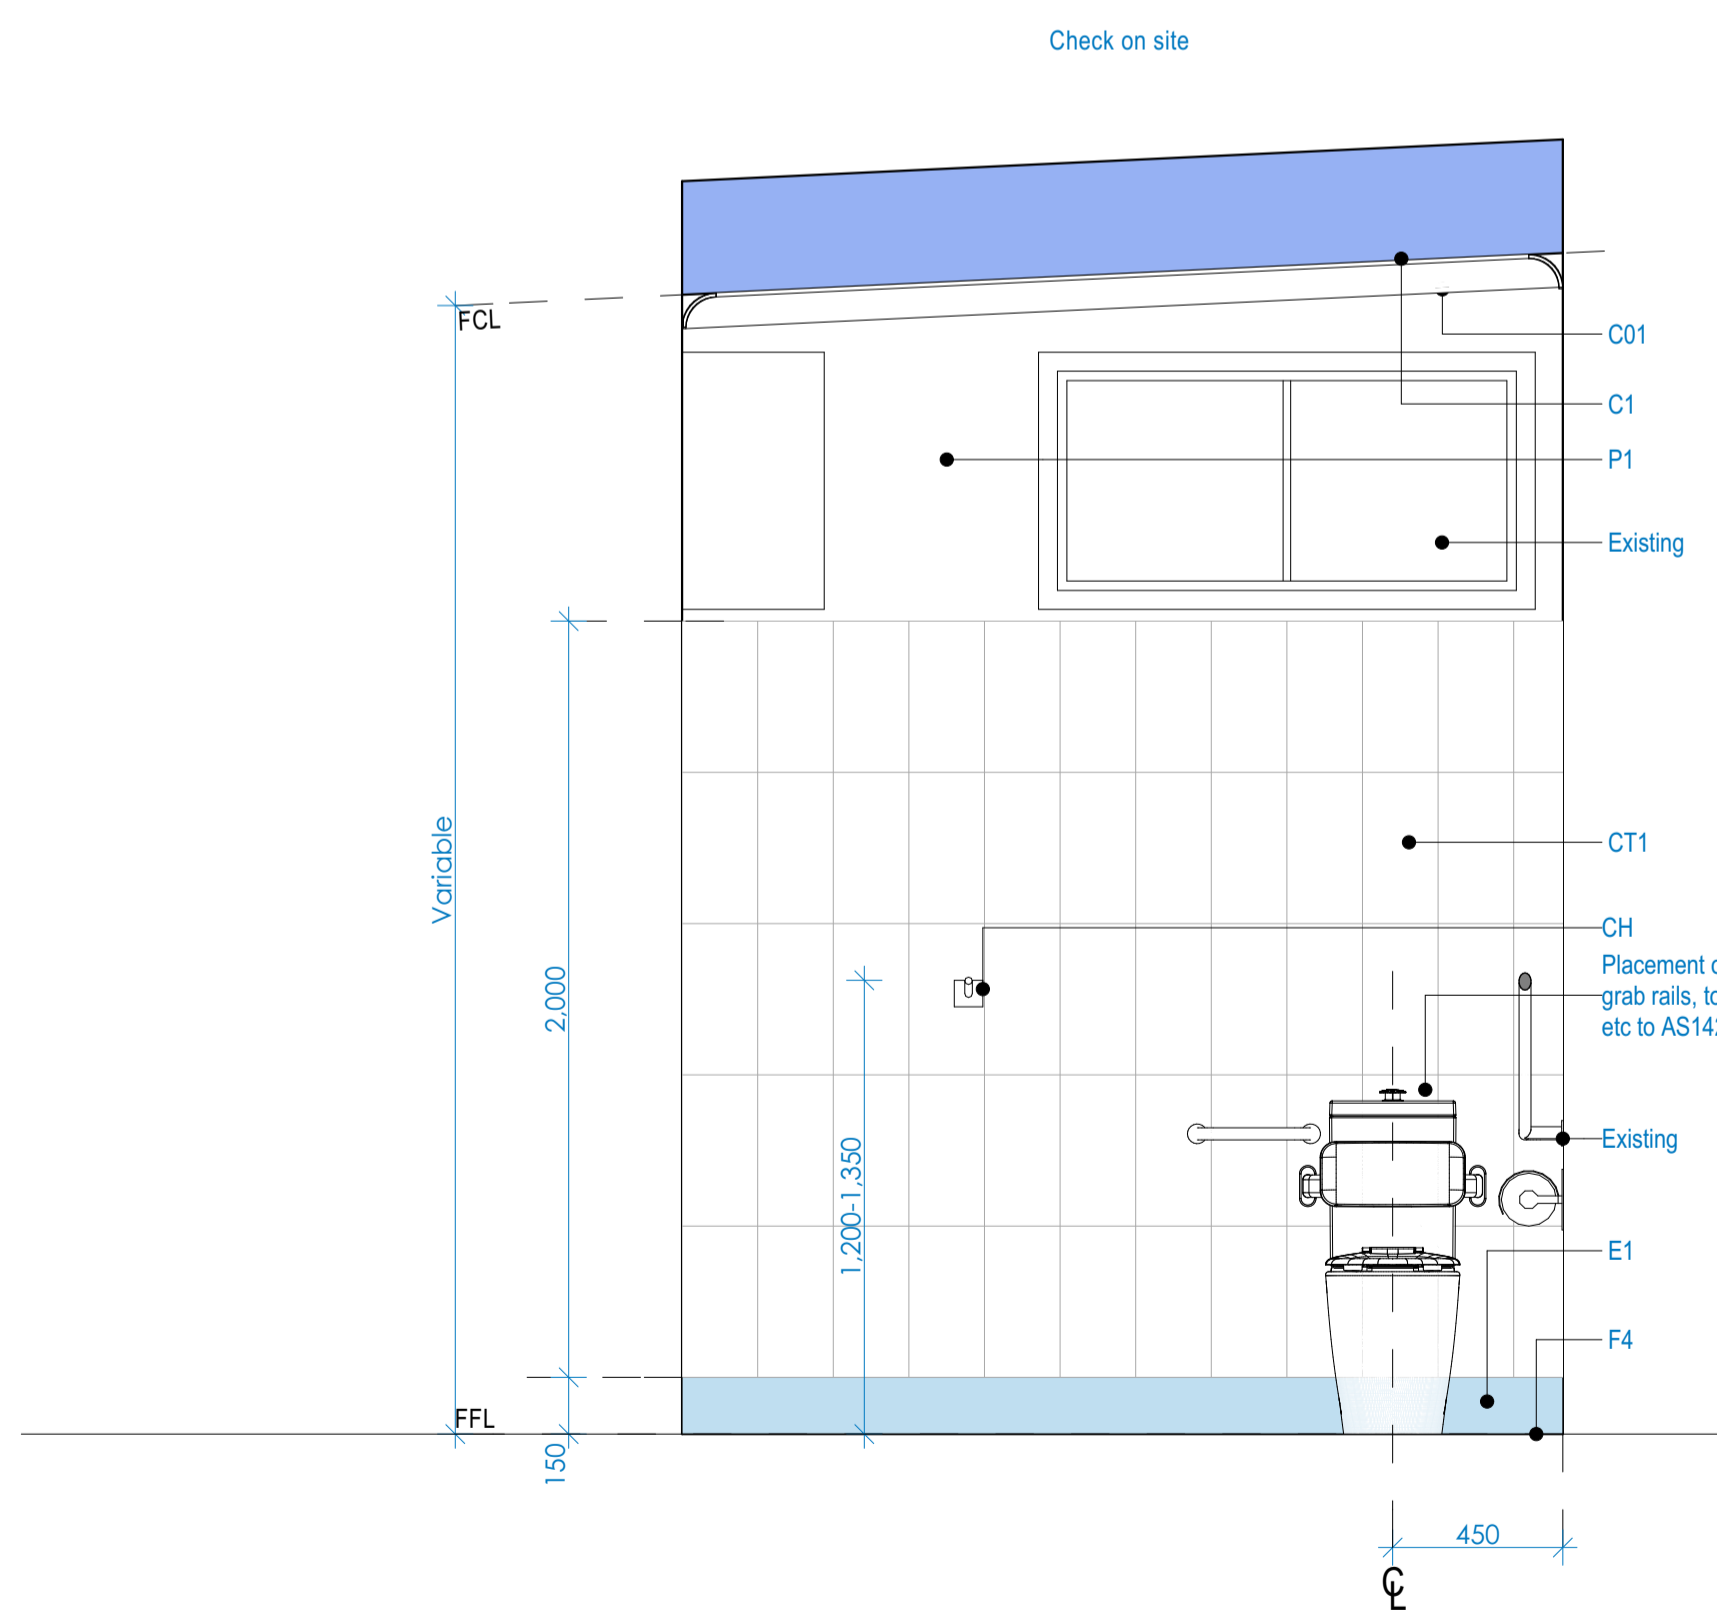 Check on site
FCL
C01
C1
P1
Existing
CT1
CH
Placement
grab rails,
etc to
Existing
E1
F4
Variable
2,000
1,200-1,350
FFL
150
450
CL